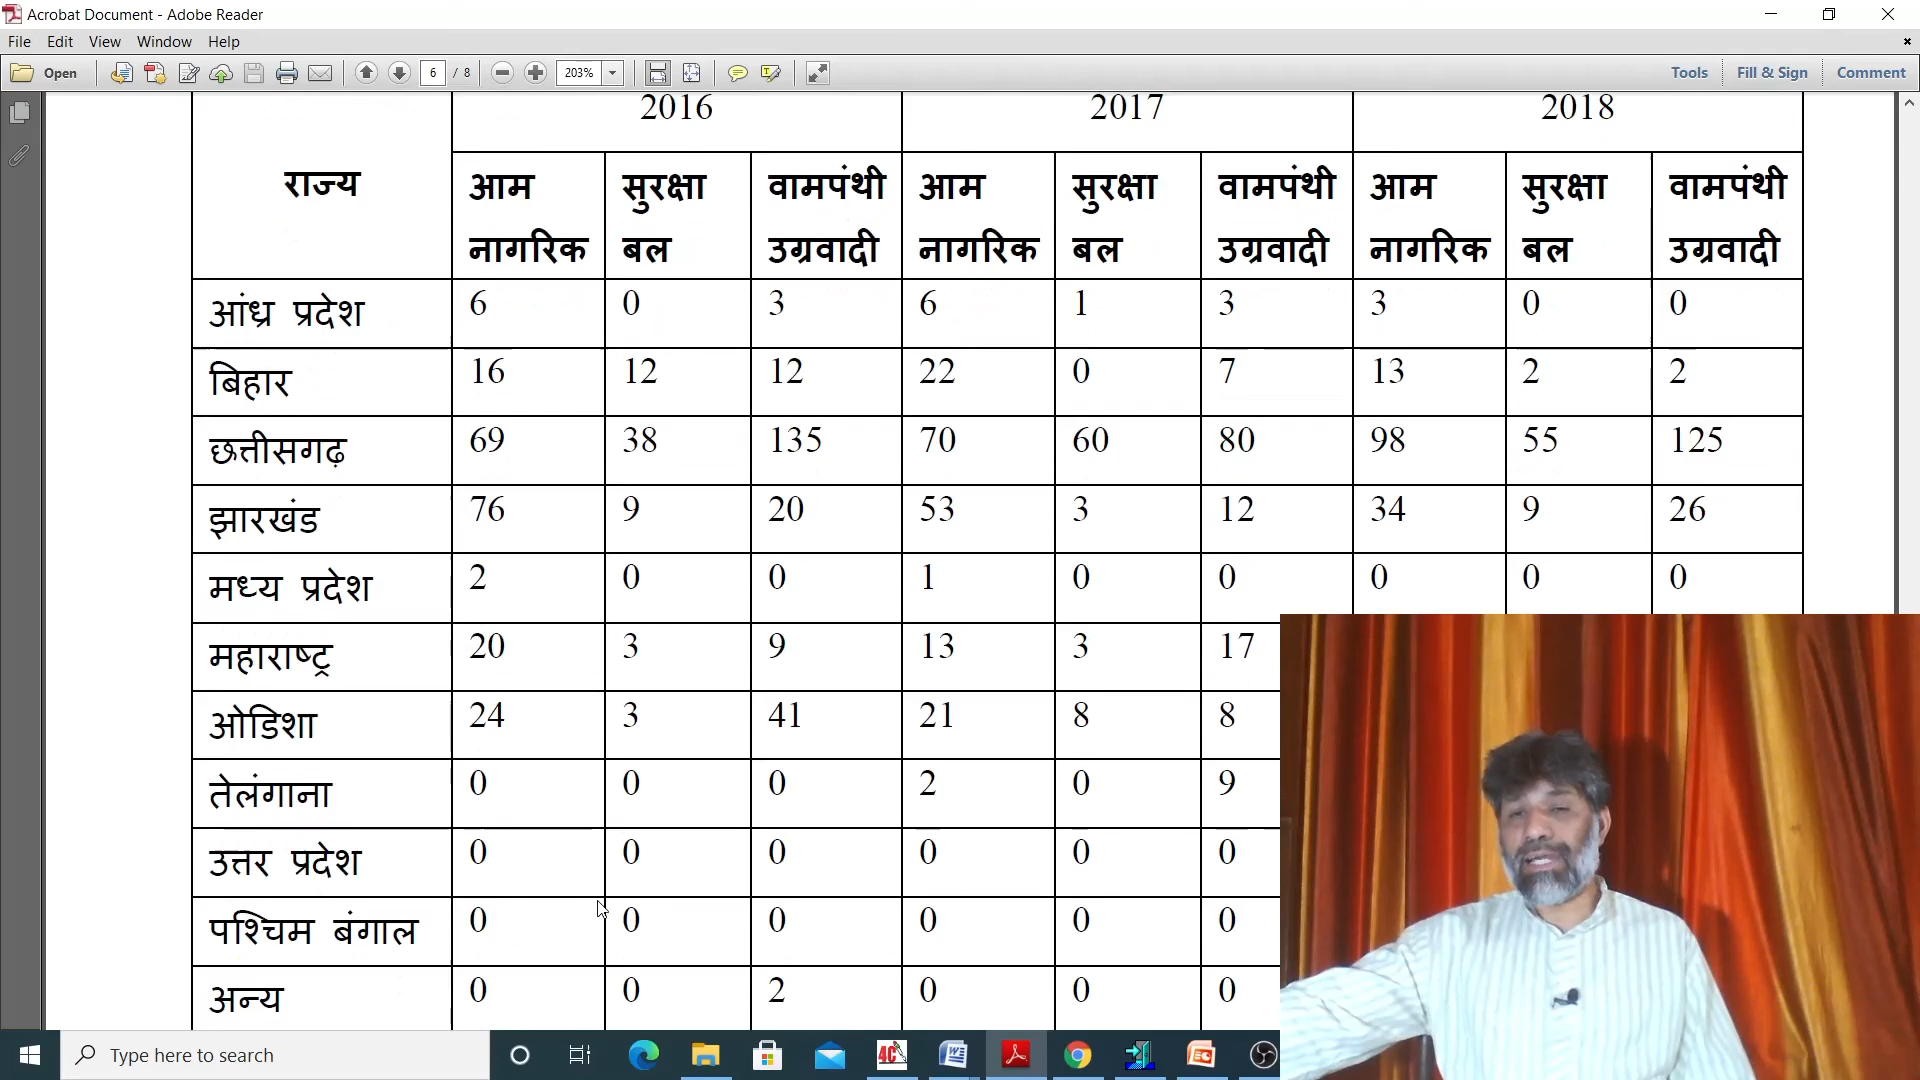 Acrobat Document - Adobe Reader
File Edit View Window Help
Open 6 / 8 203% Tools Fill & Sign Comment
2016 2017 2018
राज्य
आम सुरक्षा वामपंथी आम सुरक्षा वामपंथी आम सुरक्षा वामपंथी
नागरिक बल उग्रवादी नागरिक बल उग्रवादी नागरिक बल उग्रवादी
आंध्र प्रदेश 6 0 3 6 1 3 3 0 0
बिहार 16 12 12 22 0 7 13 2 2
छत्तीसगढ़ 69 38 135 70 60 80 98 55 125
झारखंड 76 9 20 53 3 12 34 9 26
मध्य प्रदेश 2 0 0 1 0 0 0 0 0
महाराष्ट्र 20 3 9 13 3 17
ओडिशा 24 3 41 21 8 8
तेलंगाना 0 0 0 2 0 9
उत्तर प्रदेश 0 0 0 0 0 0
पश्चिम बंगाल 0 0 0 0 0 0
अन्य 0 0 2 0 0 0
Type here to search